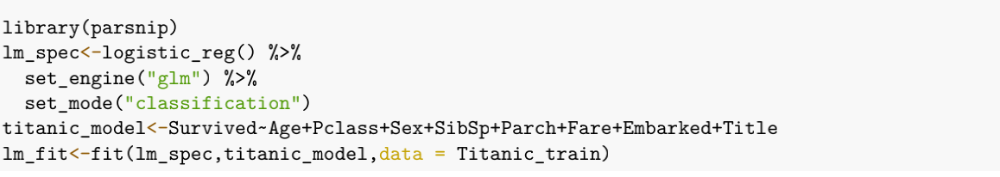 library(parsnip)
lm_spec<-logistic_reg() %>%
  set_engine("glm") %>%
  set_mode("classification")
titanic_model<-Survived~Age+Pclass+Sex+SibSp+Parch+Fare+Embarked+Title
lm_fit<-fit(lm_spec,titanic_model,data = Titanic_train)